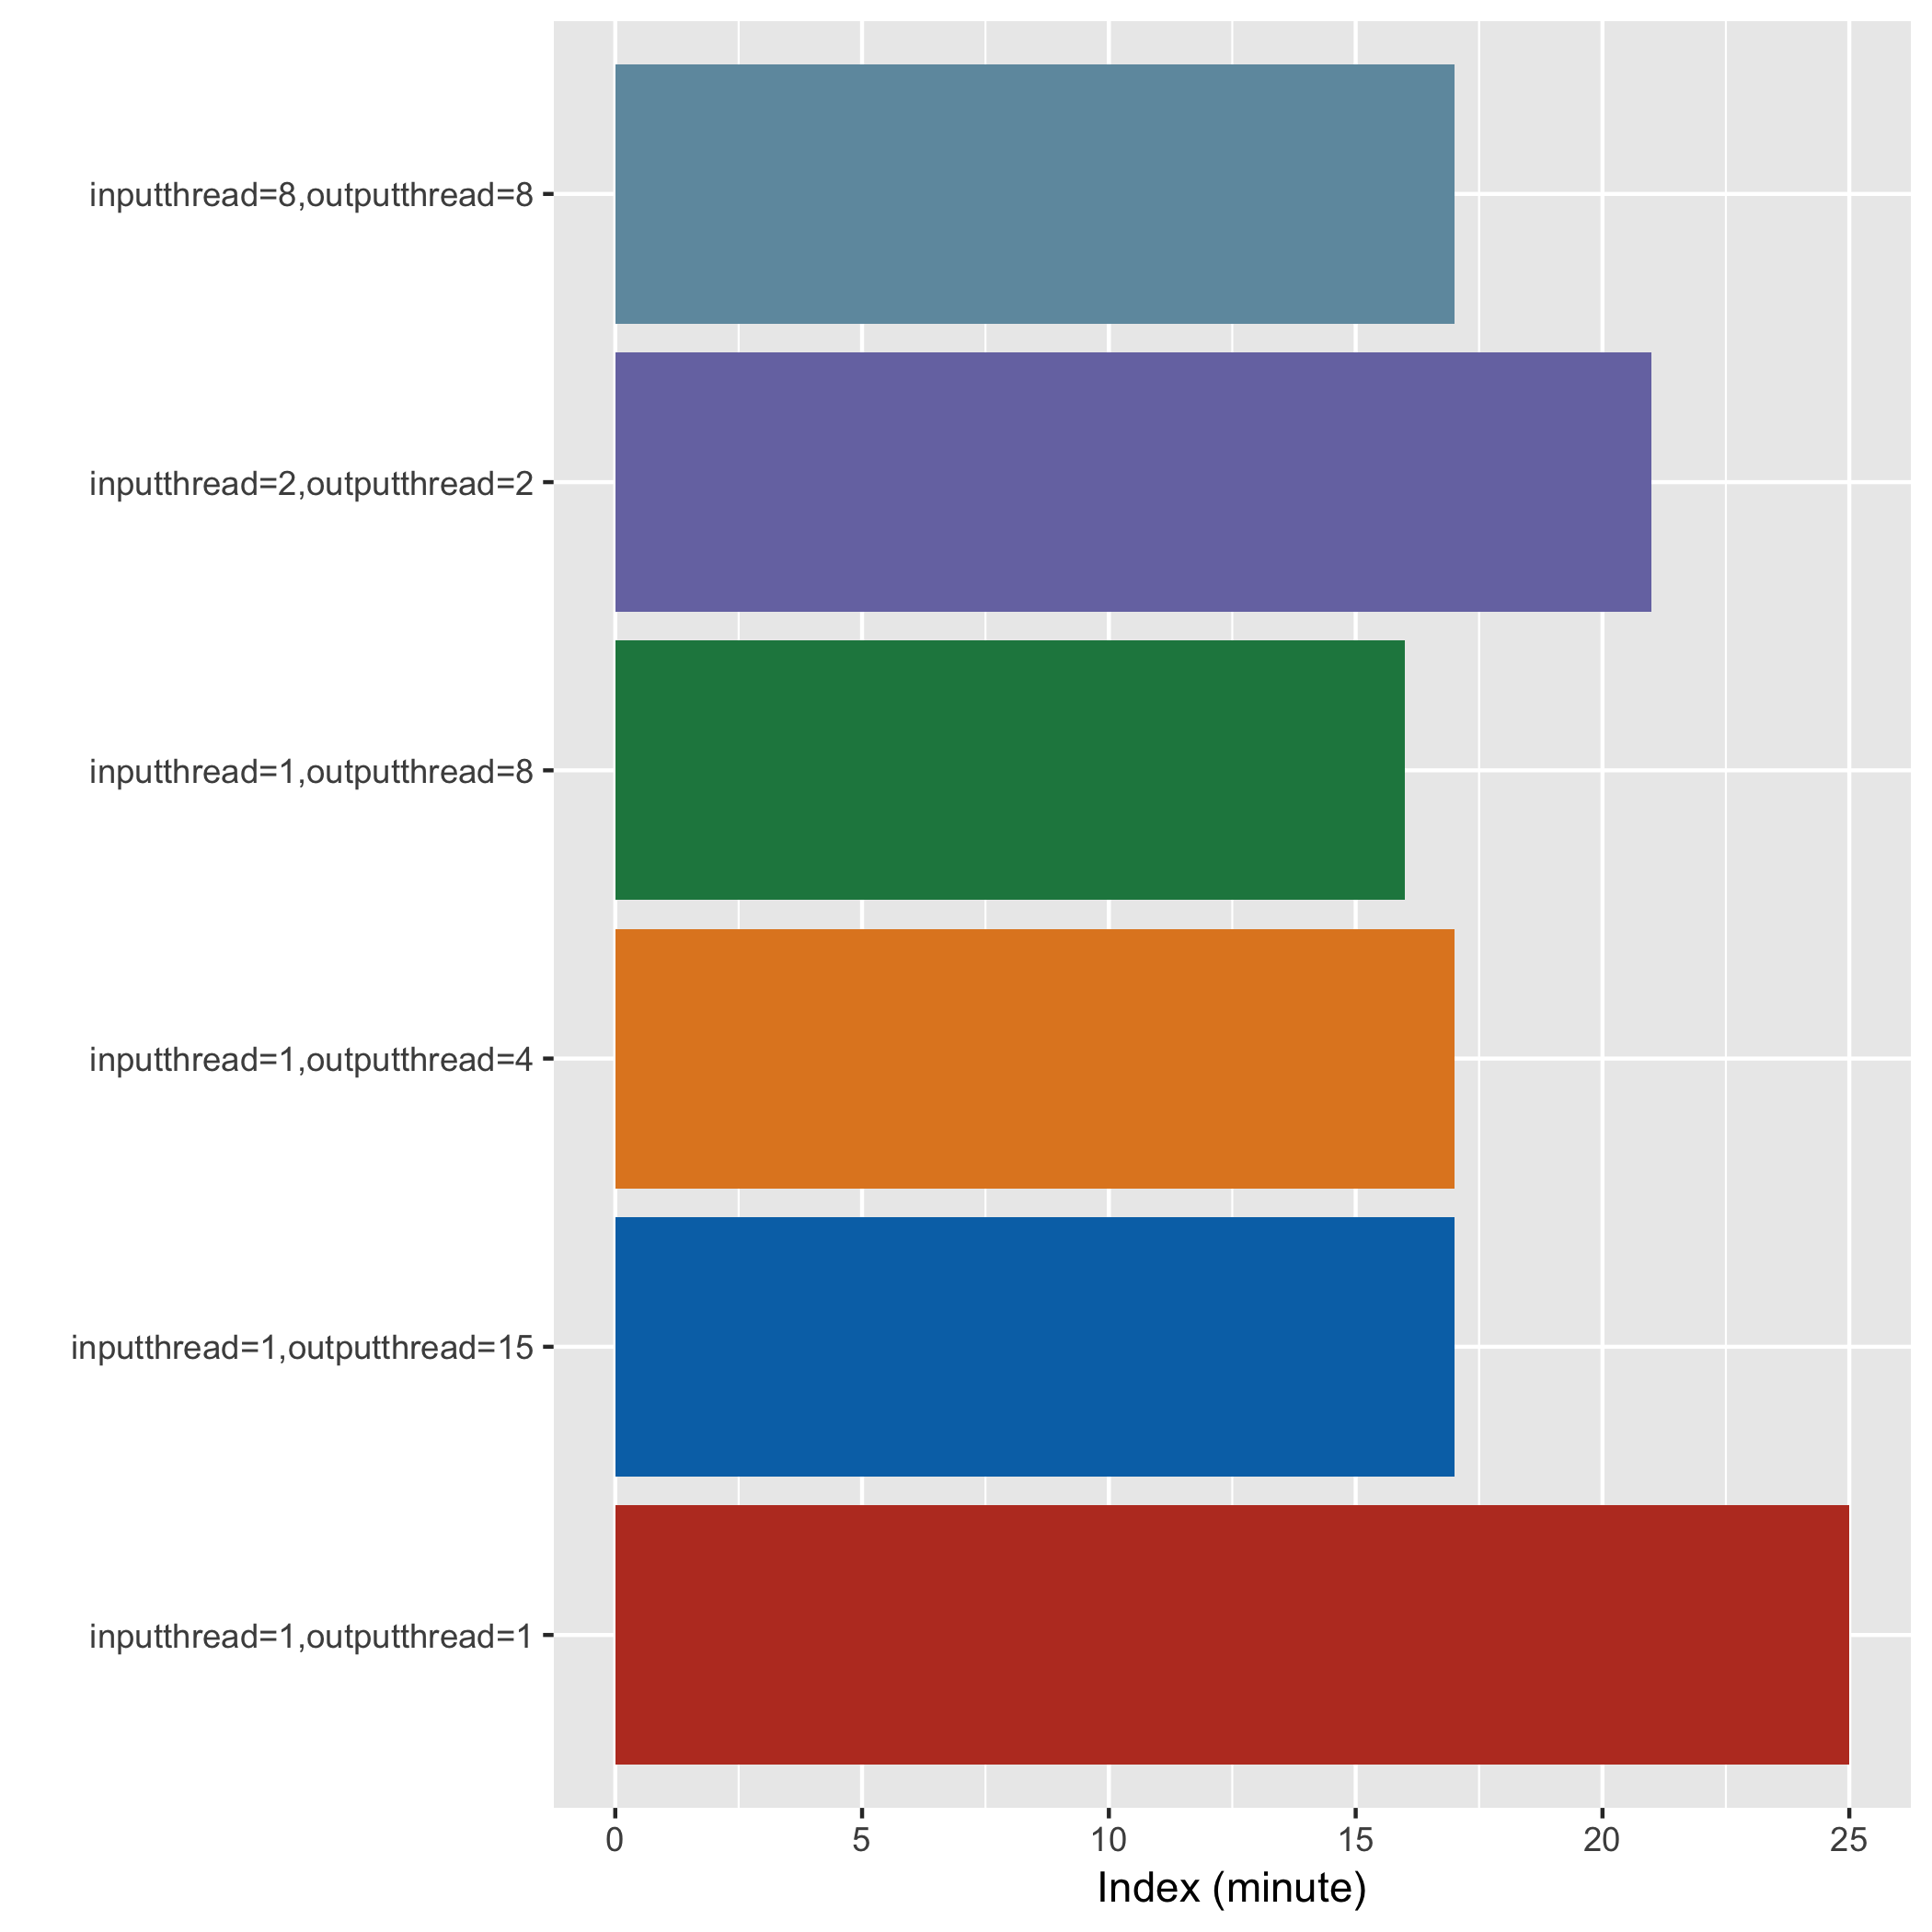 inputthread=8,outputthread=8
inputthread=2,outputthread=2
inputthread=1,outputthread=8
inputthread=1,outputthread=4
inputthread=1,outputthread=15
inputthread=1,outputthread=1
0 5 10 15 20 25
Index (minute)